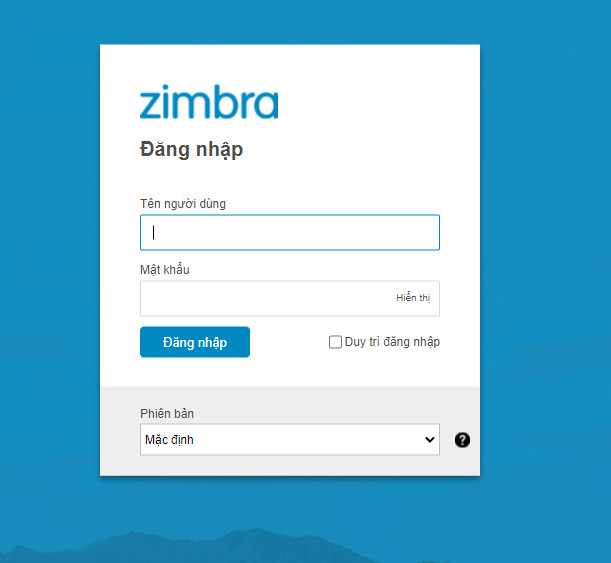 zimbra
Đăng nhập
Tên người dùng
Mật khẩu
Hiển thị
Đăng nhập
Duy trì đăng nhập
Phiên bản
Mặc định
?